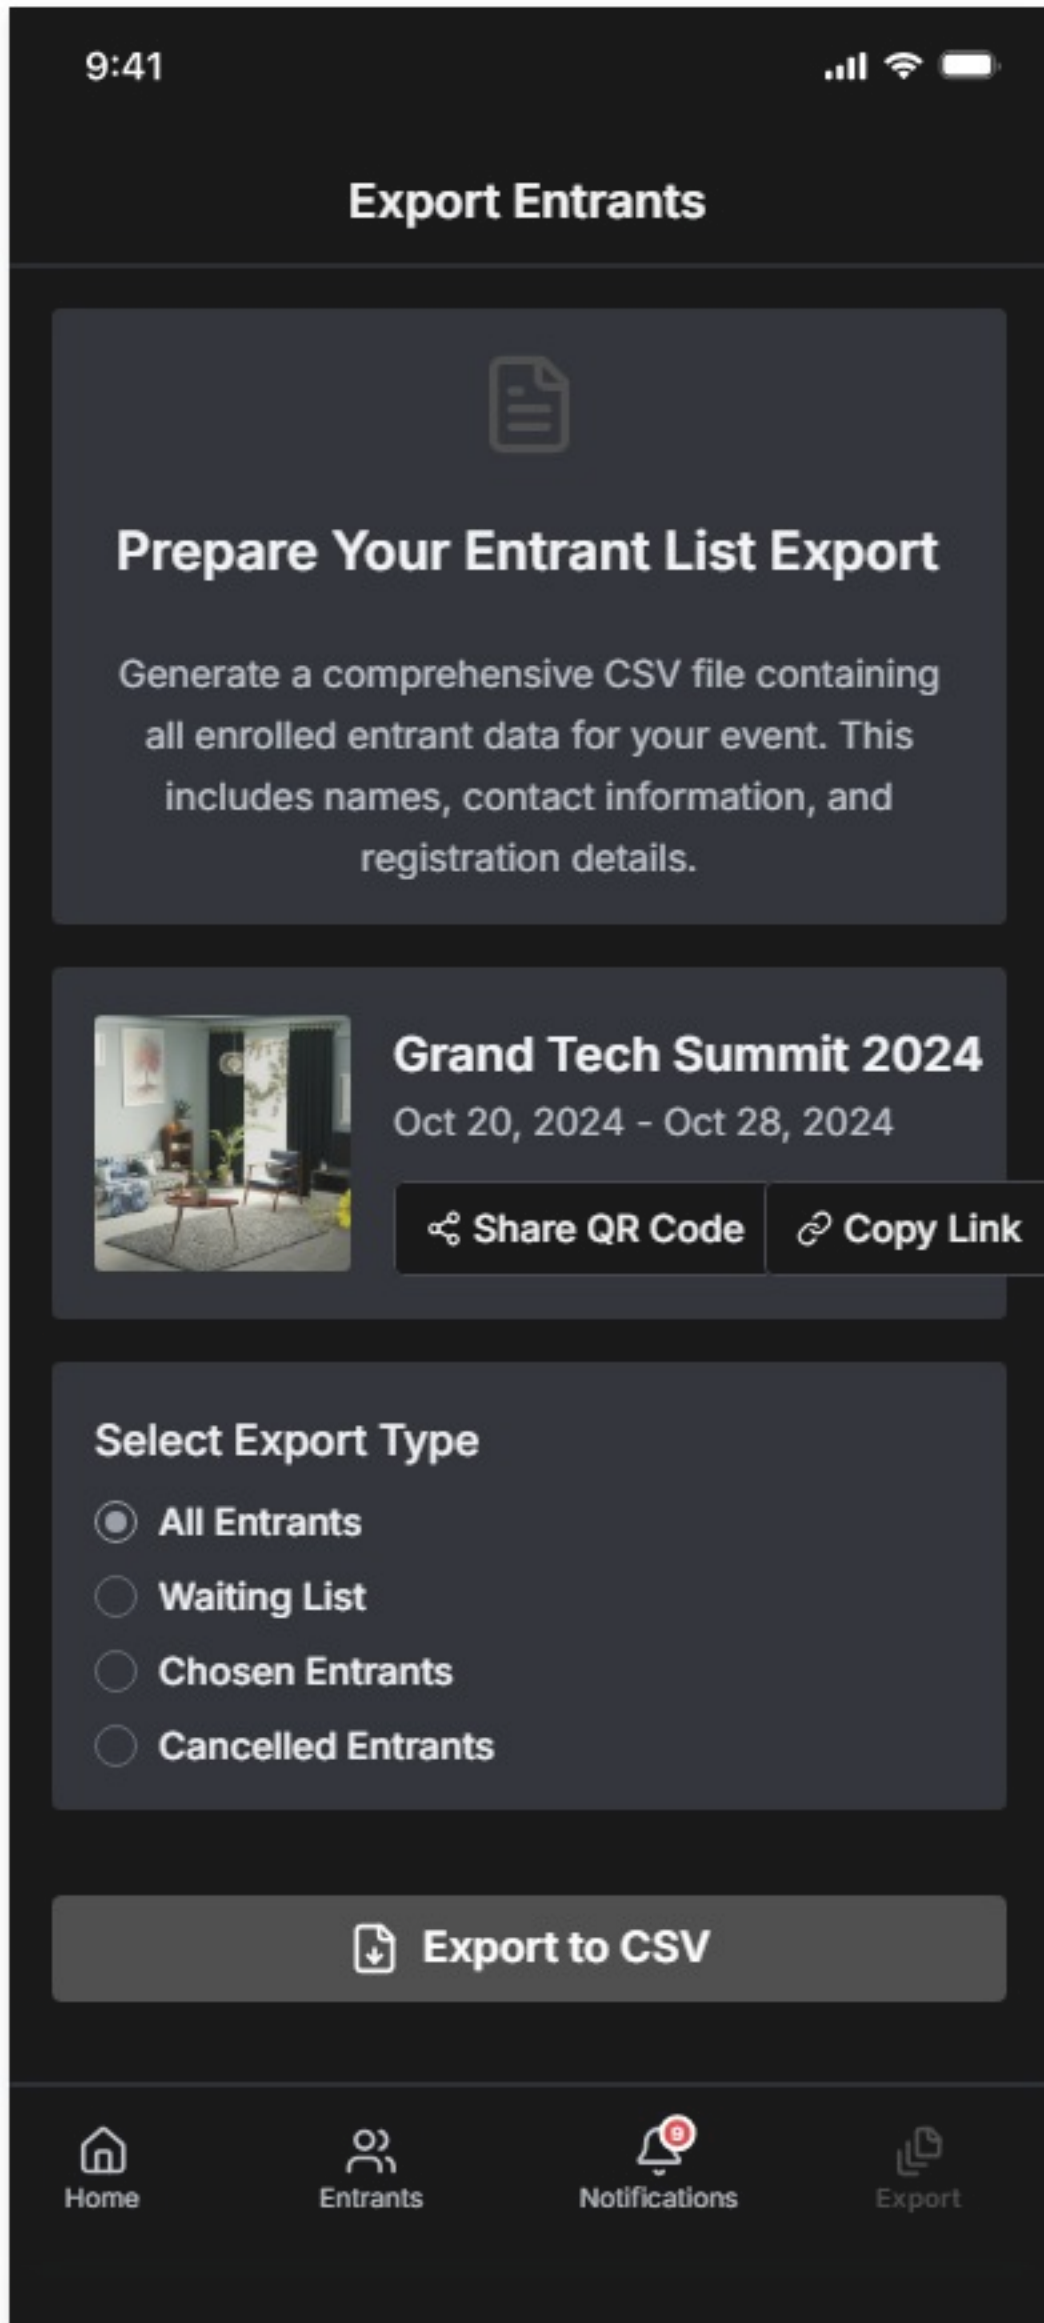 9:41
Export Entrants
Prepare Your Entrant List Export
Generate a comprehensive CSV file containing
all enrolled entrant data for your event. This
includes names, contact information, and
registration details.
Grand Tech Summit 2024
Oct 20, 2024 - Oct 28, 2024
Share QR Code
Copy Link
Select Export Type
All Entrants
Waiting List
Chosen Entrants
Cancelled Entrants
Export to CSV
9
Home
Entrants
Notifications
Export